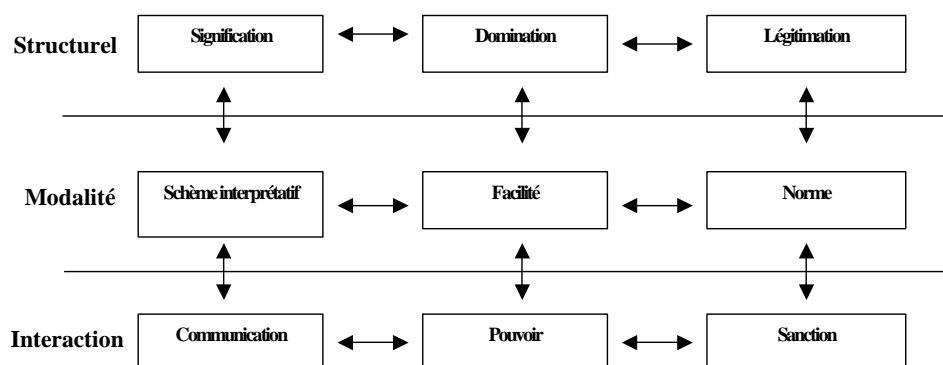 Structurel Signification Domination Légitimation
Modalité Schème interprétatif Facilité Norme
Interaction Communication Pouvoir Sanction